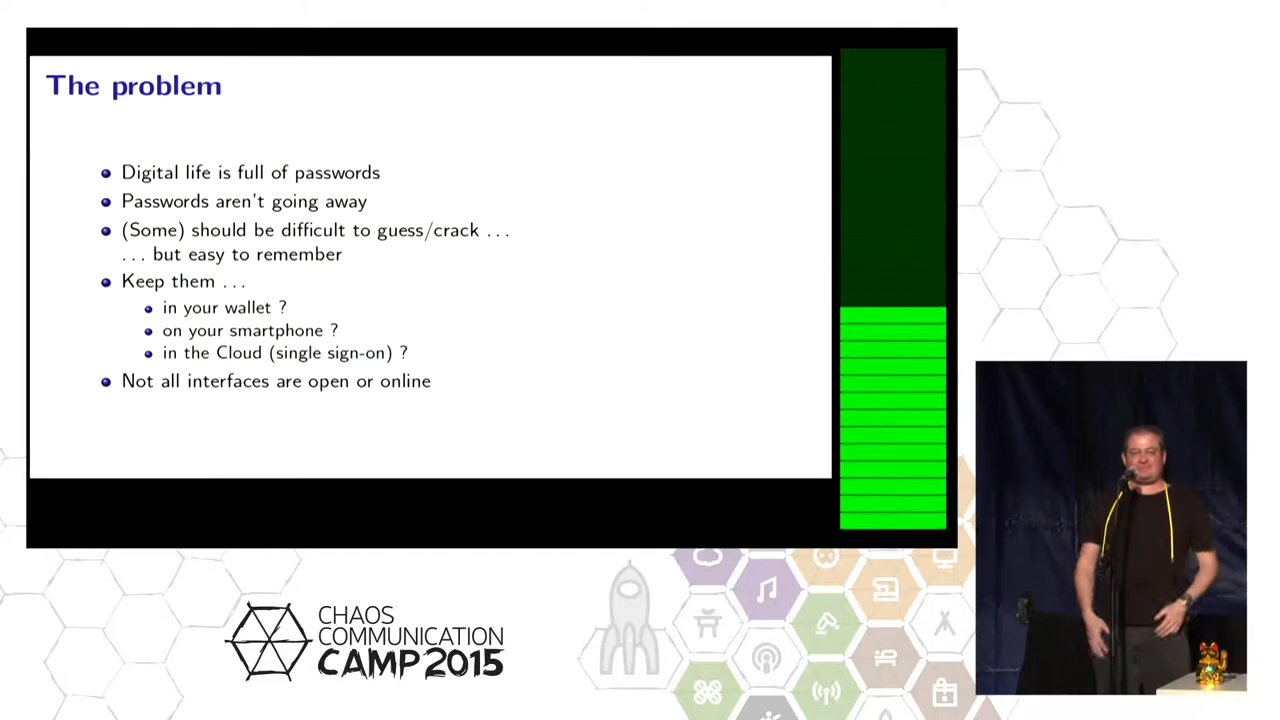 The problem
Digital life is full of passwords
Passwords aren't going away
(Some) should be difficult to guess/crack ...
... but easy to remember
Keep them ...
in your wallet ?
on your smartphone ?
in the Cloud (single sign-on) ?
Not all interfaces are open or online
CHAOS
COMMUNICATION
CAMP 2015